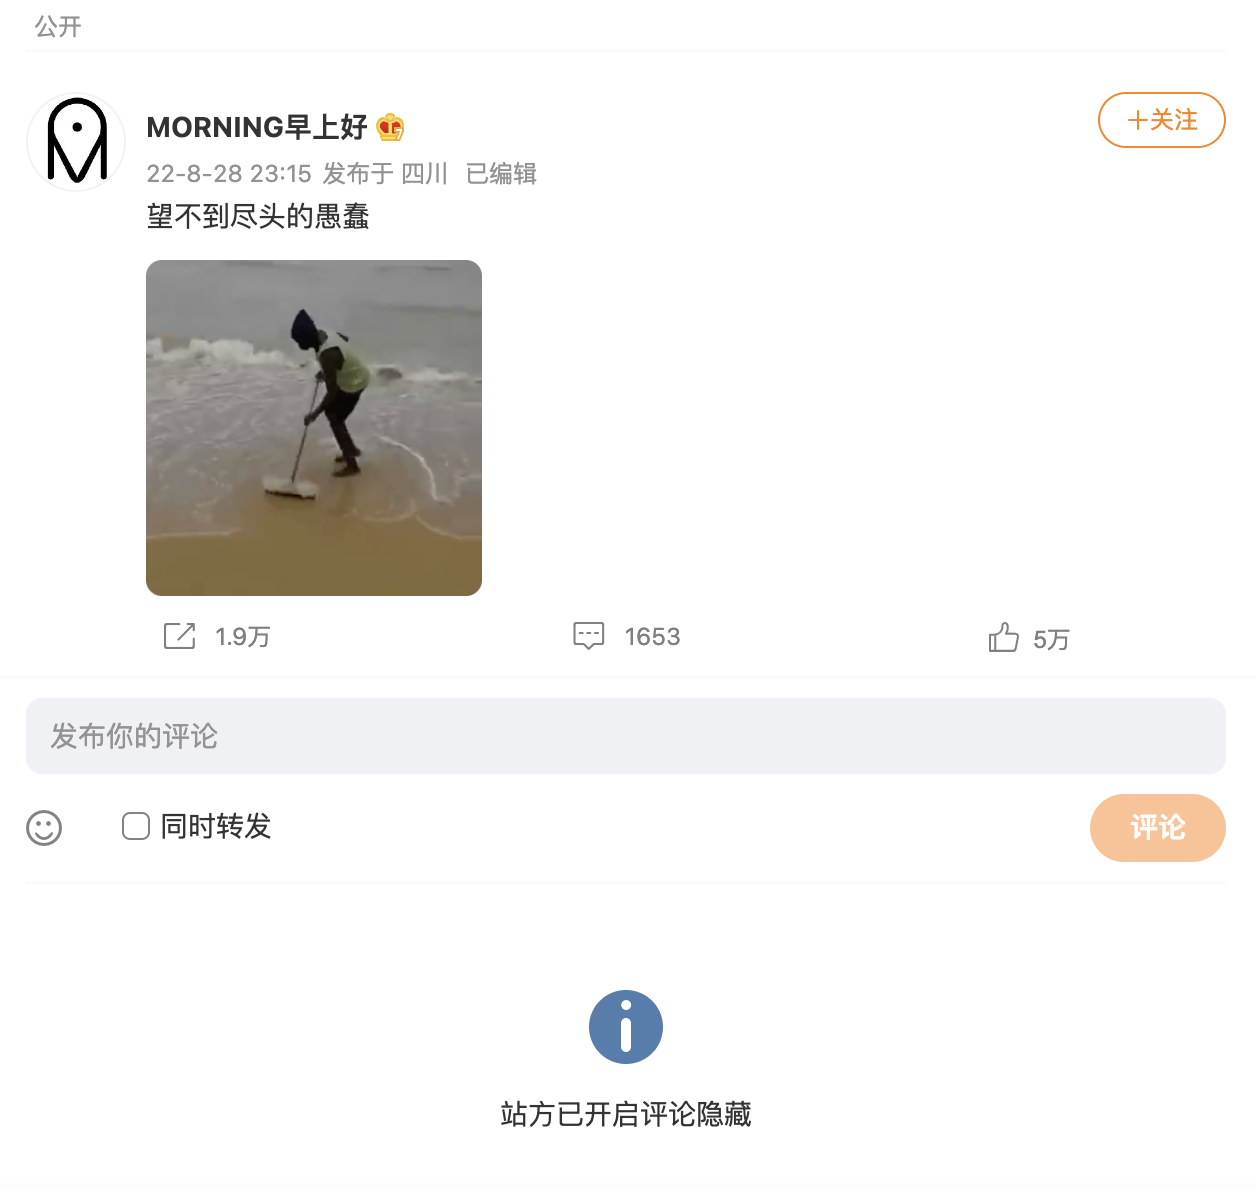 公开
MORNING早上好
+关注
22-8-28 23:15 发布于 四川 已编辑
望不到尽头的愚蠢
1.9万
1653
5万
发布你的评论
同时转发
评论
站方已开启评论隐藏